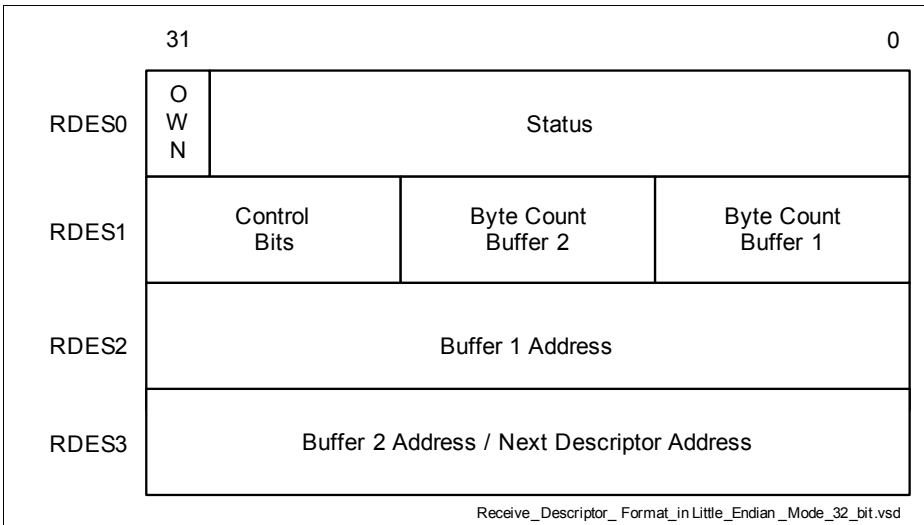 31 0
RDES0
O
W
N
Status
RDES1
Control
Bits
Byte Count
Buffer 2
Byte Count
Buffer 1
RDES2
Buffer 1 Address
RDES3
Buffer 2 Address / Next Descriptor Address
Receive_Descriptor_ Format_in Little_Endian _Mode_32_bit.vsd